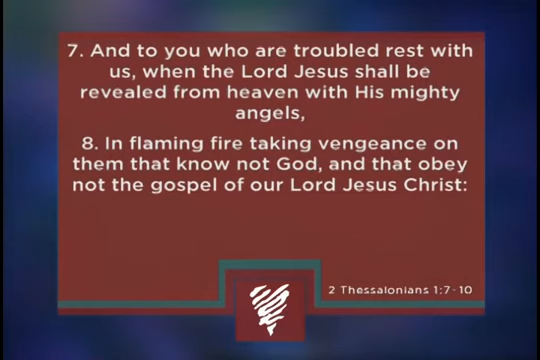 7. And to you who are troubled rest with
us, when the Lord Jesus shall be
revealed from heaven with His mighty
angels,
8. In flaming fire taking vengeance on
them that know not God, and that obey
not the gospel of our Lord Jesus Christ:
2 Thessalonians 1:7-10